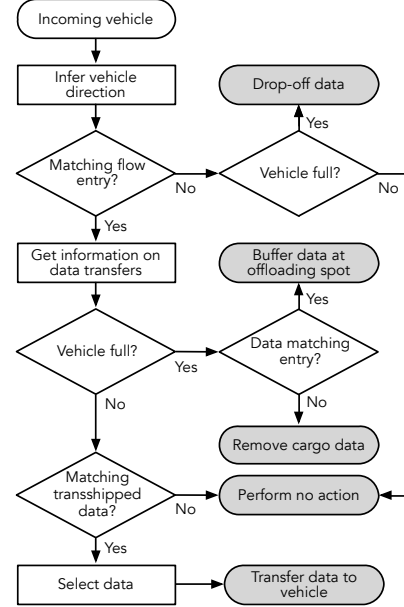 Incoming vehicle
Infer vehicle
direction
Drop-off data
Yes
Matching flow
entry?
No
Vehicle full?
No
Yes
Get information on
data transfers
Buffer data at
offloading spot
Yes
Vehicle full?
Yes
Data matching
entry?
No
No
Remove cargo data
Matching
transshipped
data?
No
Perform no action
Yes
Select data
Transfer data to
vehicle